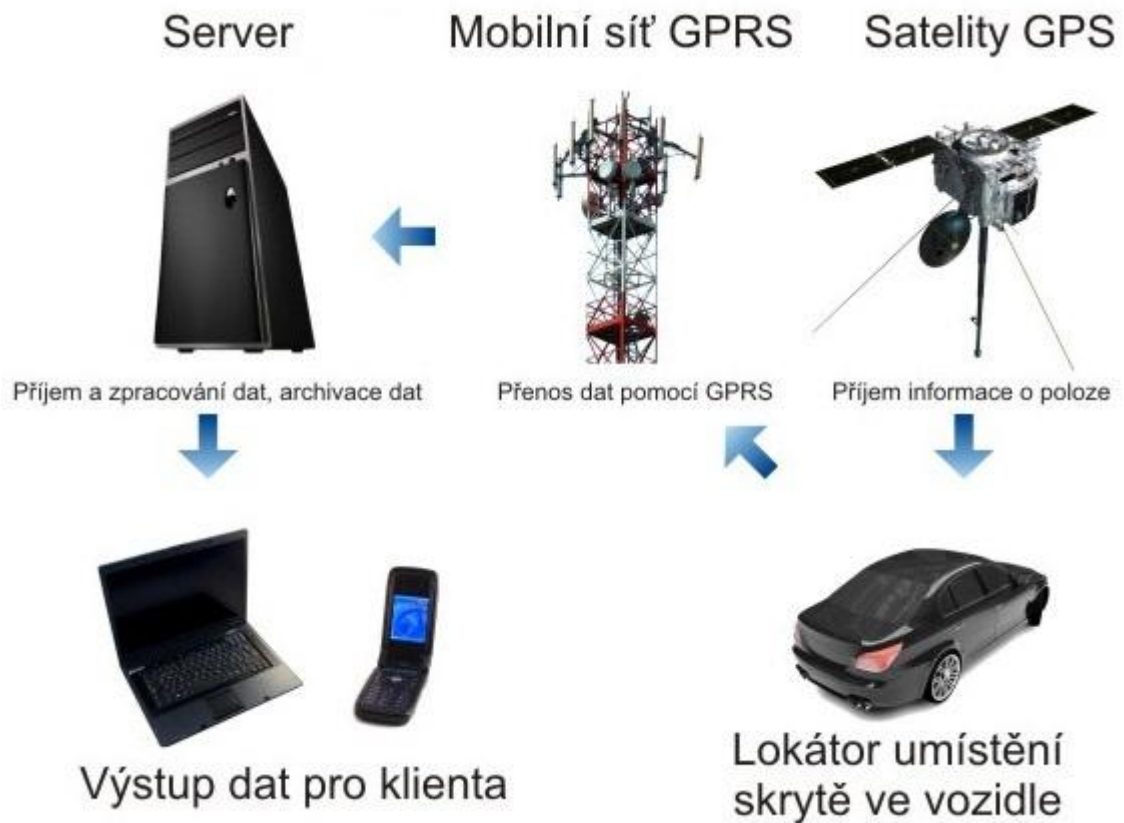 Server
Mobilní síť GPRS
Satelity GPS
Příjem a zpracování dat, archivace dat
Přenos dat pomocí GPRS
Příjem informace o poloze
Výstup dat pro klienta
Lokátor umístění
skrytě ve vozidle